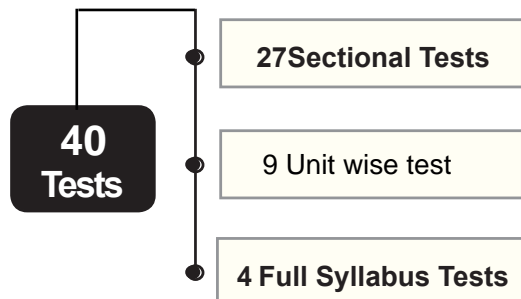 40
Tests
27Sectional Tests
9 Unit wise test
4 Full Syllabus Tests